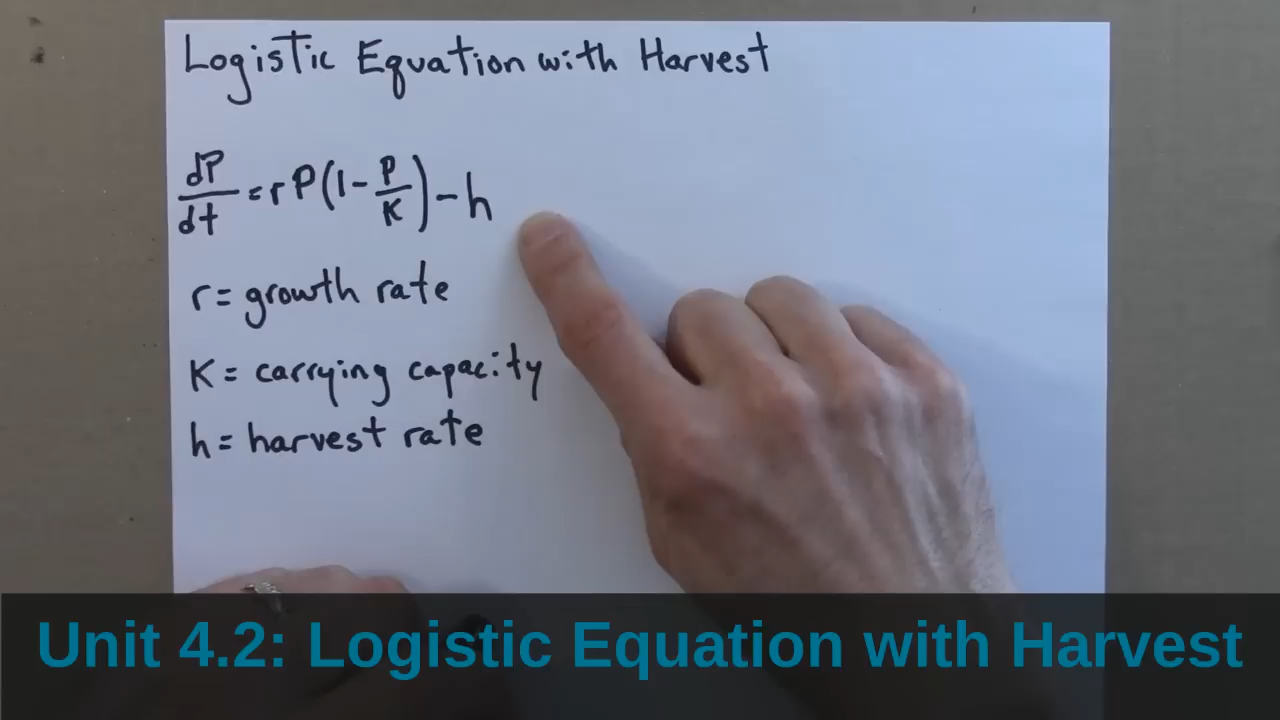 Logistic Equation with Harvest
dP/dt = rP(1 - P/K) - h
r = growth rate
K = carrying capacity
h = harvest rate
Unit 4.2: Logistic Equation with Harvest